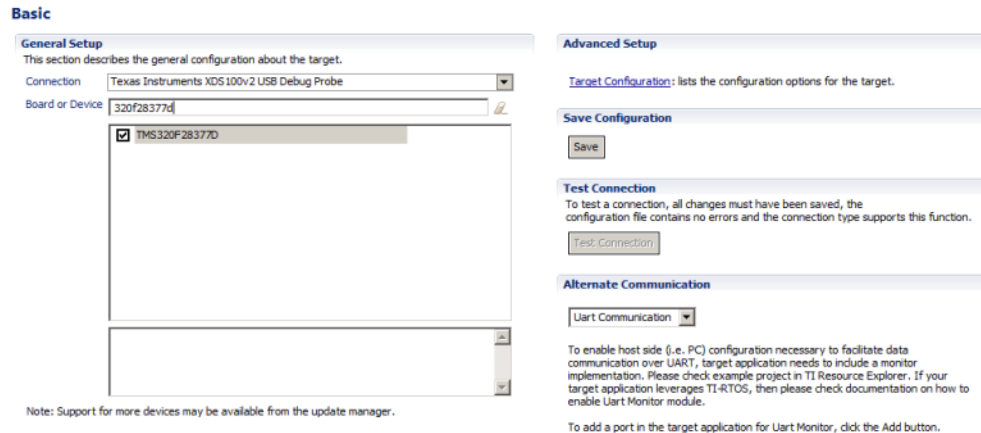 Basic
General Setup
This section describes the general configuration about the target.
Connection
Texas Instruments XDS100v2 USB Debug Probe
Board or Device
320f28377d
TMS320F28377D
Note: Support for more devices may be available from the update manager.
Advanced Setup
Target Configuration: lists the configuration options for the target.
Save Configuration
Save
Test Connection
To test a connection, all changes must have been saved, the
configuration file contains no errors and the connection type supports this function.
Test Connection
Alternate Communication
Uart Communication
To enable host side (i.e. PC) configuration necessary to facilitate data
communication over UART, target application needs to include a monitor
implementation. Please check example project in TI Resource Explorer. If your
target application leverages TI-RTOS, then please check documentation on how to
enable Uart Monitor module.
To add a port in the target application for Uart Monitor, click the Add button.